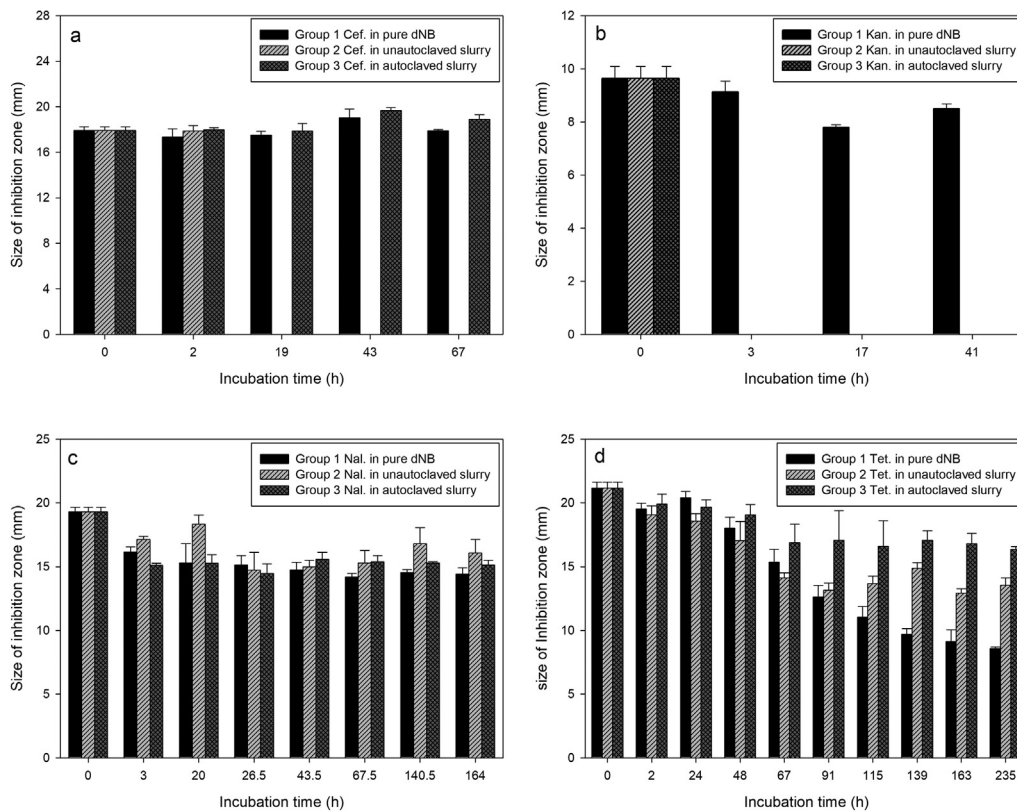 a
Group 1 Cef. in pure dNB
Group 2 Cef. in unautoclaved slurry
Group 3 Cef. in autoclaved slurry
Size of inhibition zone (mm)
28
24
20
16
12
8
4
0
0 2 19 43 67
Incubation time (h)
b
Group 1 Kan. in pure dNB
Group 2 Kan. in unautoclaved slurry
Group 3 Kan. in autoclaved slurry
Size of inhibition zone (mm)
12
10
8
6
4
2
0
0 3 17 41
Incubation time (h)
c
Group 1 Nal. in pure dNB
Group 2 Nal. in unautoclaved slurry
Group 3 Nal. in autoclaved slurry
Size of inhibition zone (mm)
25
20
15
10
5
0
0 3 20 26.5 43.5 67.5 140.5 164
Incubation time (h)
d
Group 1 Tet. in pure dNB
Group 2 Tet. in unautoclaved slurry
Group 3 Tet. in autoclaved slurry
size of Inhibition zone (mm)
25
20
15
10
5
0
0 2 24 48 67 91 115 139 163 235
Incubation time (h)